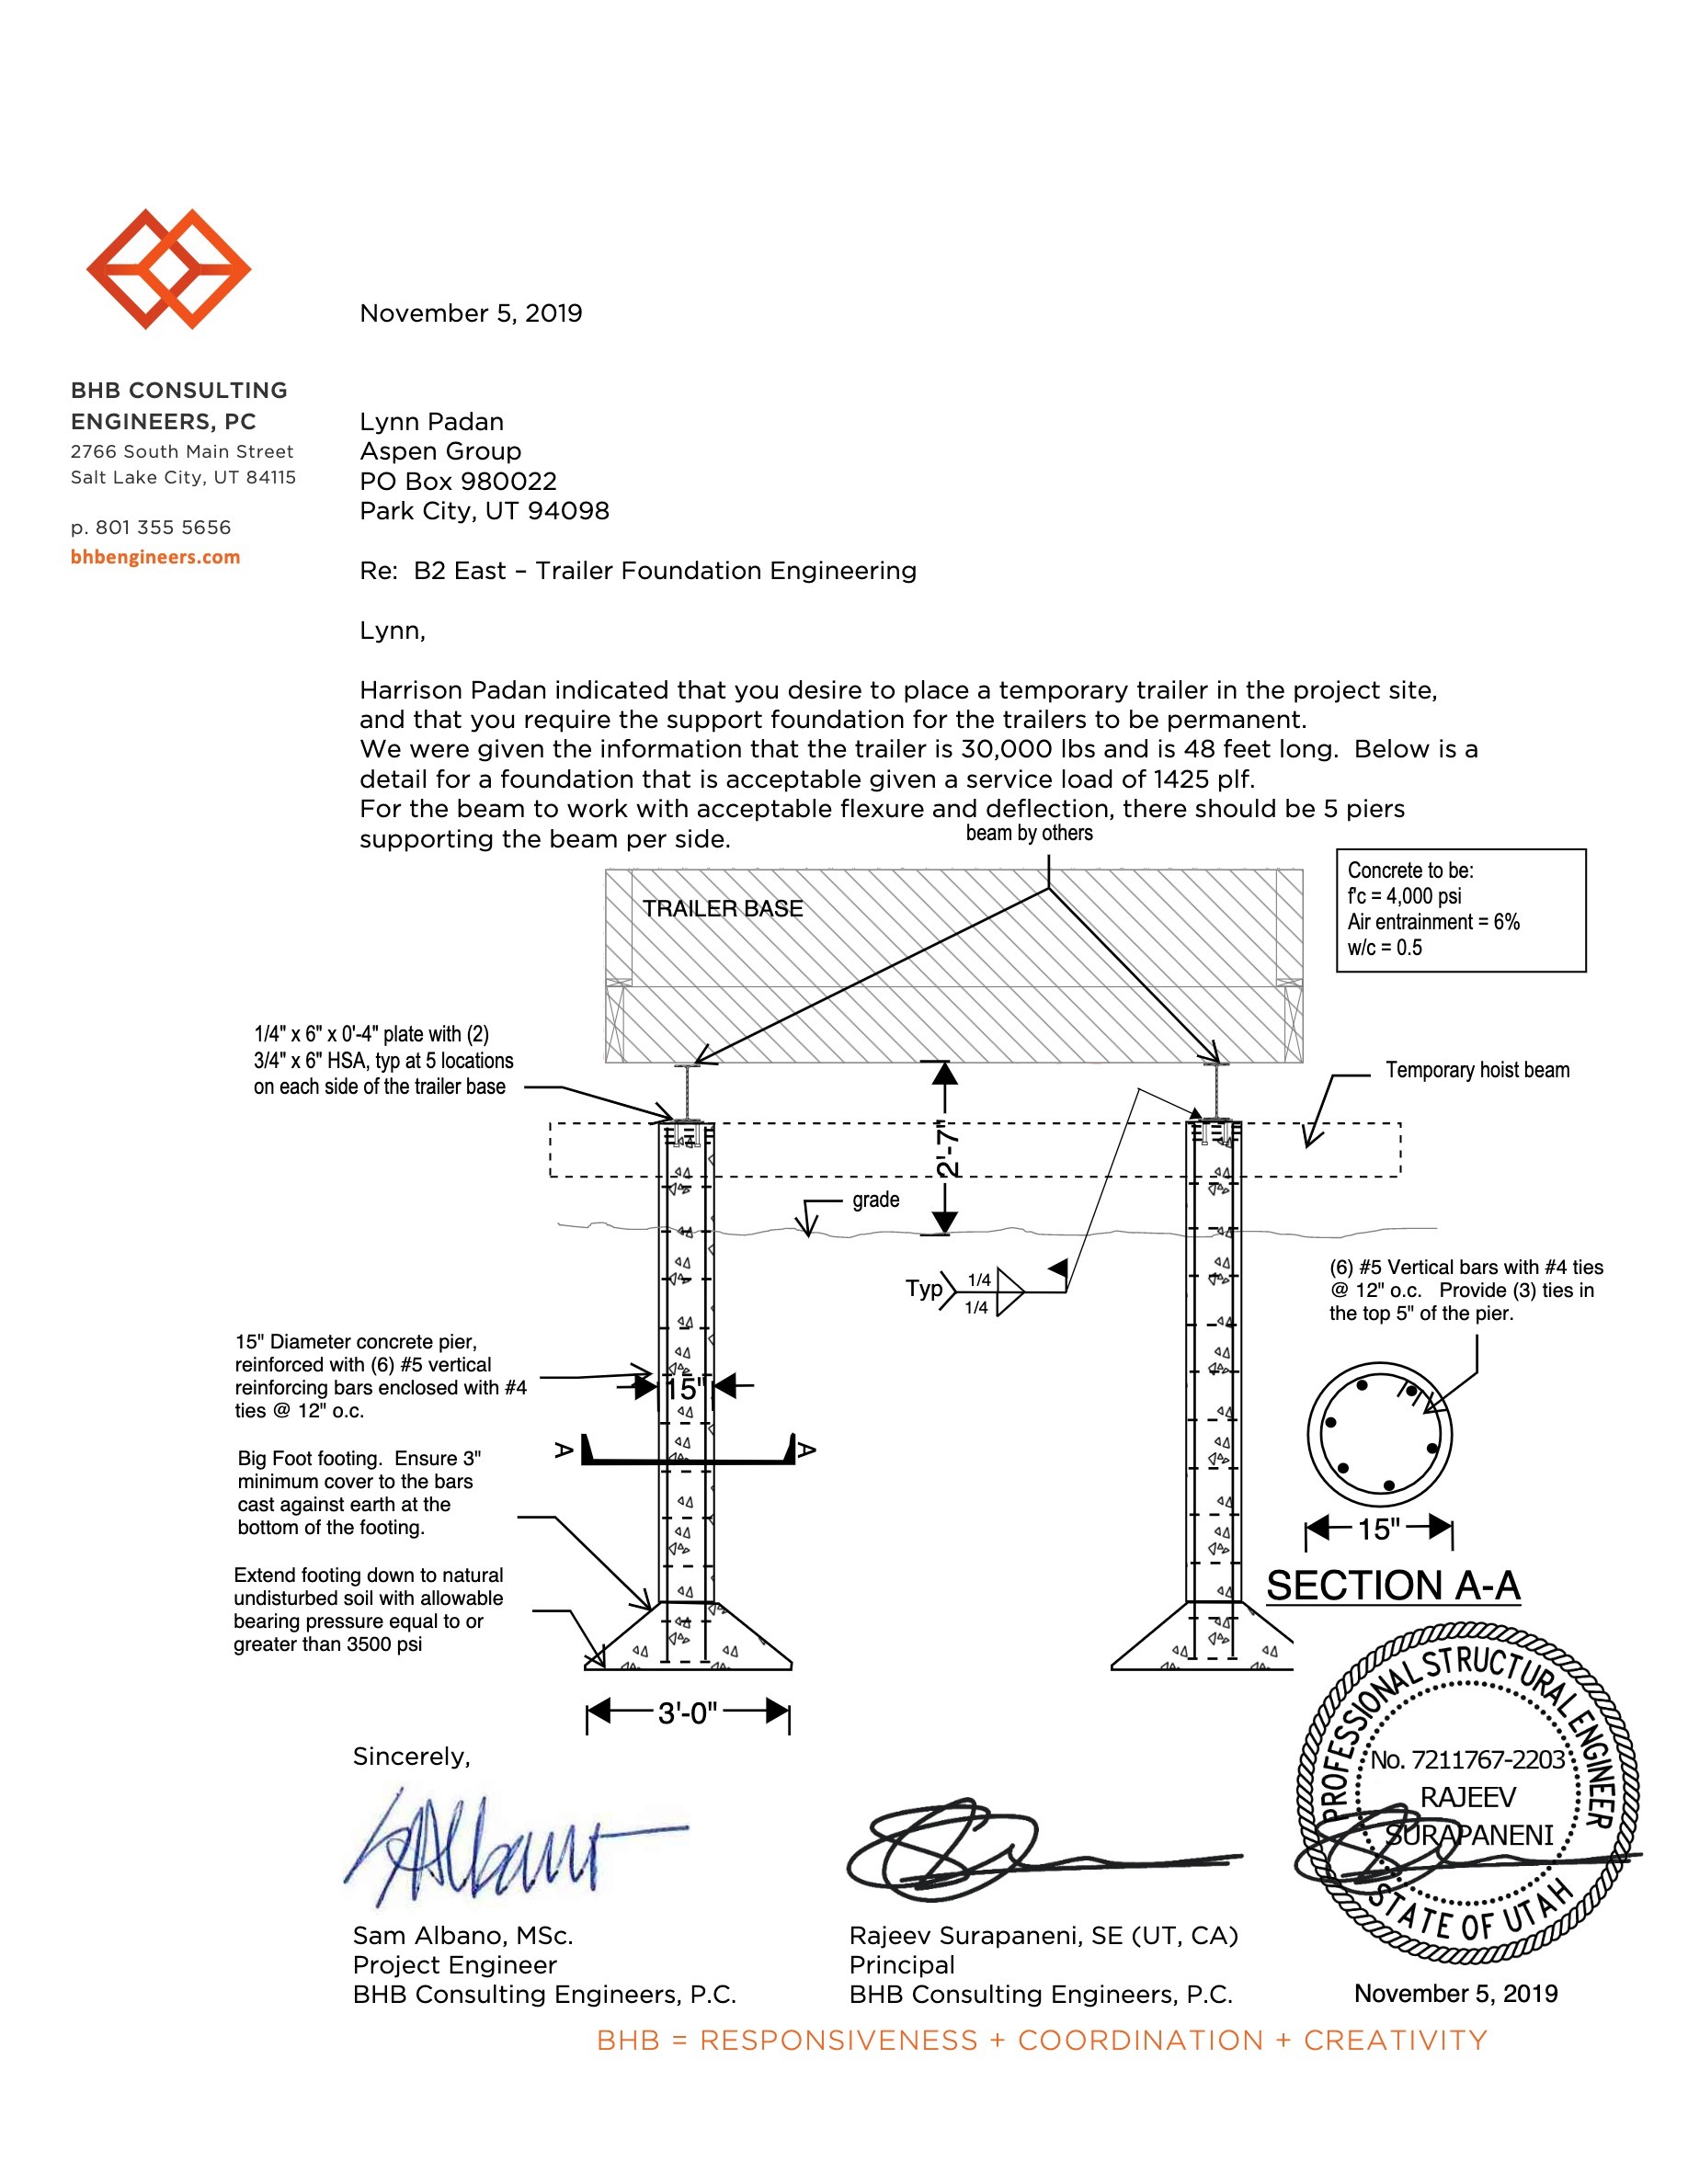 November 5, 2019
BHB CONSULTING
ENGINEERS, PC
2766 South Main Street
Salt Lake City, UT 84115
p. 801 355 5656
bhbengineers.com
Lynn Padan
Aspen Group
PO Box 980022
Park City, UT 94098
Re: B2 East – Trailer Foundation Engineering
Lynn,
Harrison Padan indicated that you desire to place a temporary trailer in the project site,
and that you require the support foundation for the trailers to be permanent.
We were given the information that the trailer is 30,000 lbs and is 48 feet long. Below is a
detail for a foundation that is acceptable given a service load of 1425 plf.
For the beam to work with acceptable flexure and deflection, there should be 5 piers
supporting the beam per side.
beam by others
Concrete to be:
f'c = 4,000 psi
Air entrainment = 6%
w/c = 0.5
TRAILER BASE
1/4" x 6" x 0'-4" plate with (2)
3/4" x 6" HSA, typ at 5 locations
on each side of the trailer base
Temporary hoist beam
2'-7"
grade
Typ
1/4
1/4
(6) #5 Vertical bars with #4 ties
@ 12" o.c. Provide (3) ties in
the top 5" of the pier.
15" Diameter concrete pier,
reinforced with (6) #5 vertical
reinforcing bars enclosed with #4
ties @ 12" o.c.
15"
A
A
Big Foot footing. Ensure 3"
minimum cover to the bars
cast against earth at the
bottom of the footing.
15"
SECTION A-A
Extend footing down to natural
undisturbed soil with allowable
bearing pressure equal to or
greater than 3500 psi
3'-0"
PROFESSIONAL STRUCTURAL ENGINEER
No. 7211767-2203
RAJEEV
SURAPANENI
STATE OF UTAH
Sincerely,
SAlbano
Sam Albano, MSc.
Project Engineer
BHB Consulting Engineers, P.C.
Rajeev Surapaneni, SE (UT, CA)
Principal
BHB Consulting Engineers, P.C.
November 5, 2019
BHB = RESPONSIVENESS + COORDINATION + CREATIVITY